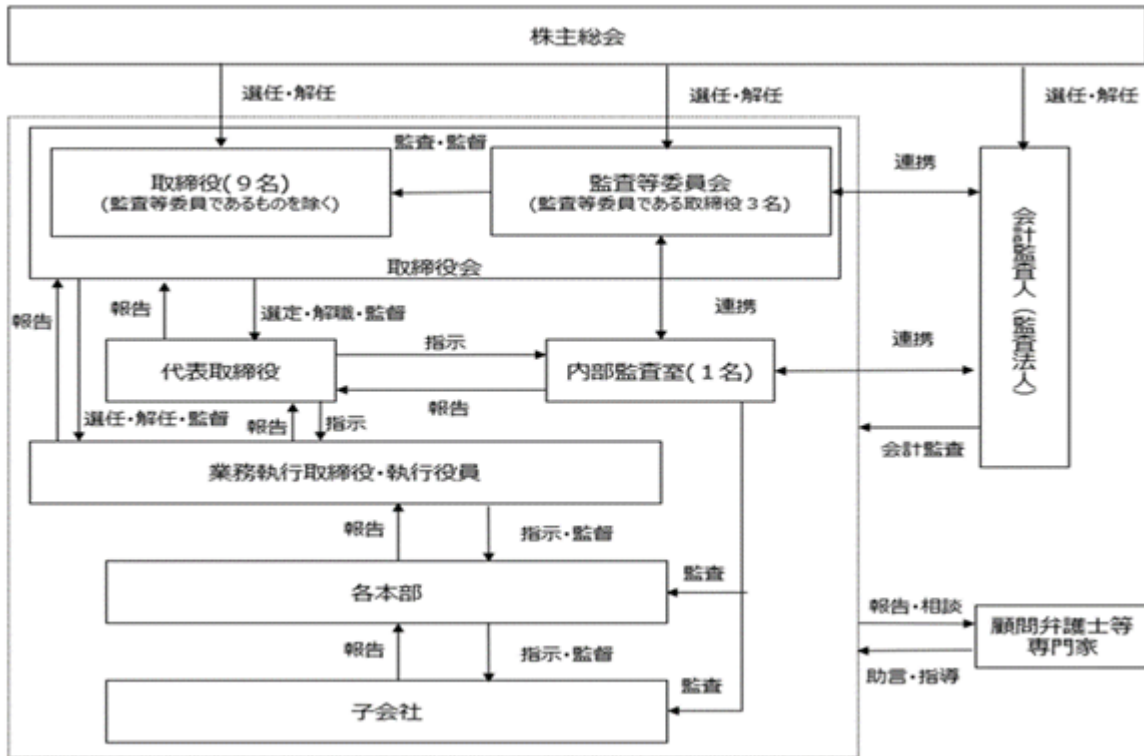 株主総会
選任・解任
選任・解任
選任・解任
監査・監督
取締役(９名)
(監査等委員であるものを除く)
監査等委員会
(監査等委員である取締役３名)
連携
会計監査人（監査法人）
取締役会
報告
報告
選定・解職・監督
連携
指示
連携
代表取締役
内部監査室(１名)
報告
選任・解任・監督
報告
指示
会計監査
業務執行取締役・執行役員
報告
指示・監督
各本部
監査
報告・相談
顧問弁護士等
専門家
報告
指示・監督
助言・指導
監査
子会社